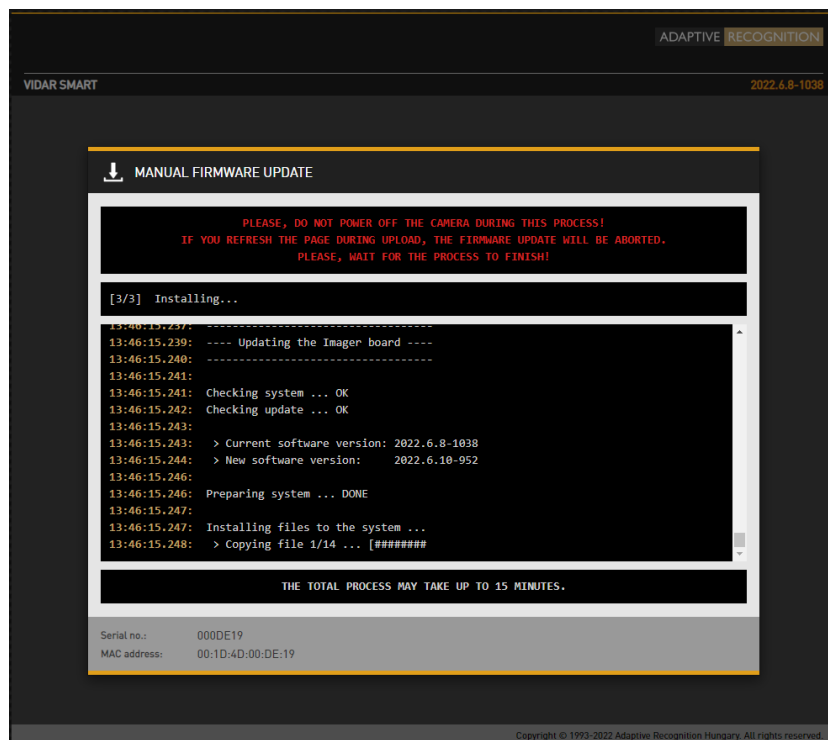 ADAPTIVE RECOGNITION
VIDAR SMART 2022.6.8-1038
MANUAL FIRMWARE UPDATE
PLEASE, DO NOT POWER OFF THE CAMERA DURING THIS PROCESS!
IF YOU REFRESH THE PAGE DURING UPLOAD, THE FIRMWARE UPDATE WILL BE ABORTED.
PLEASE, WAIT FOR THE PROCESS TO FINISH!
[3/3] Installing...
13:46:15.237: -----------------------------------
13:46:15.239: ---- Updating the Imager board ----
13:46:15.240: -----------------------------------
13:46:15.241:
13:46:15.241: Checking system ... OK
13:46:15.242: Checking update ... OK
13:46:15.243:
13:46:15.243: > Current software version: 2022.6.8-1038
13:46:15.244: > New software version: 2022.6.10-952
13:46:15.246:
13:46:15.246: Preparing system ... DONE
13:46:15.247:
13:46:15.247: Installing files to the system ...
13:46:15.248: > Copying file 1/14 ... [########
THE TOTAL PROCESS MAY TAKE UP TO 15 MINUTES.
Serial no.: 000DE19
MAC address: 00:1D:4D:00:DE:19
Copyright © 1993-2022 Adaptive Recognition Hungary. All rights reserved.